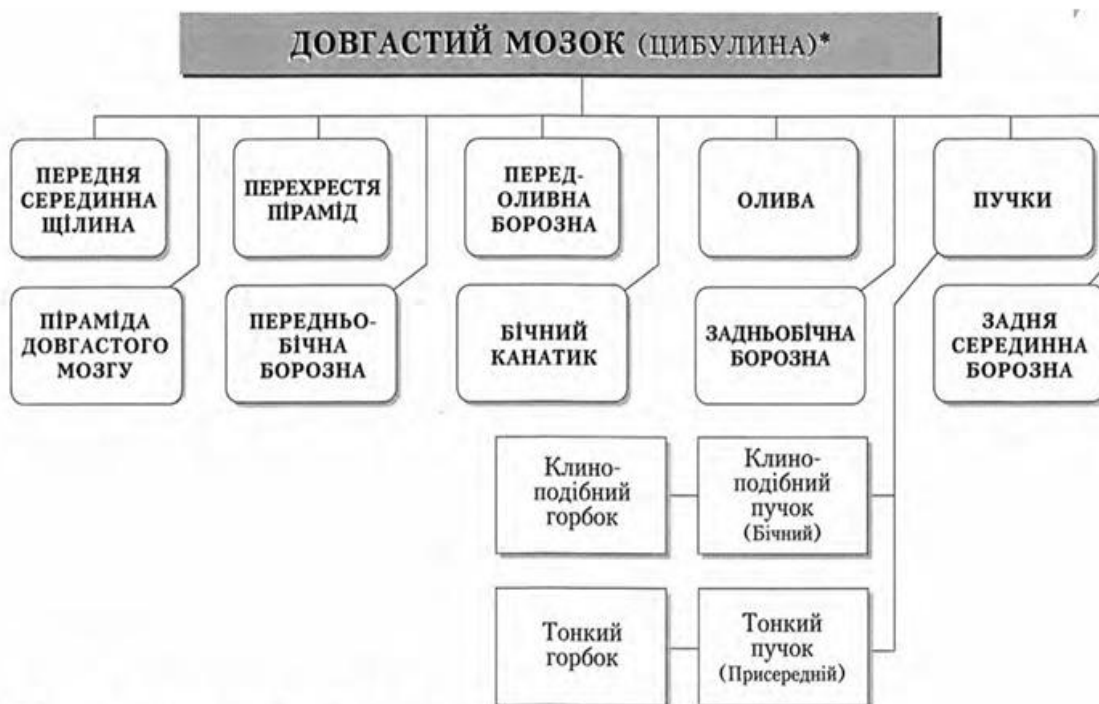 ДОВГАСТИЙ МОЗОК (ЦИБУЛИНА)*
ПЕРЕДНЯ
СЕРЕДИННА
ЩІЛИНА
ПЕРЕХРЕСТЯ
ПІРАМІД
ПЕРЕД-
ОЛИВНА
БОРОЗНА
ОЛИВА
ПУЧКИ
ПІРАМІДА
ДОВГАСТОГО
МОЗГУ
ПЕРЕДНЬО-
БІЧНА
БОРОЗНА
БІЧНИЙ
КАНАТИК
ЗАДНЬОБІЧНА
БОРОЗНА
ЗАДНЯ
СЕРЕДИННА
БОРОЗНА
Клино-
подібний
горбок
Клино-
подібний
пучок
(Бічний)
Тонкий
горбок
Тонкий
пучок
(Присередній)